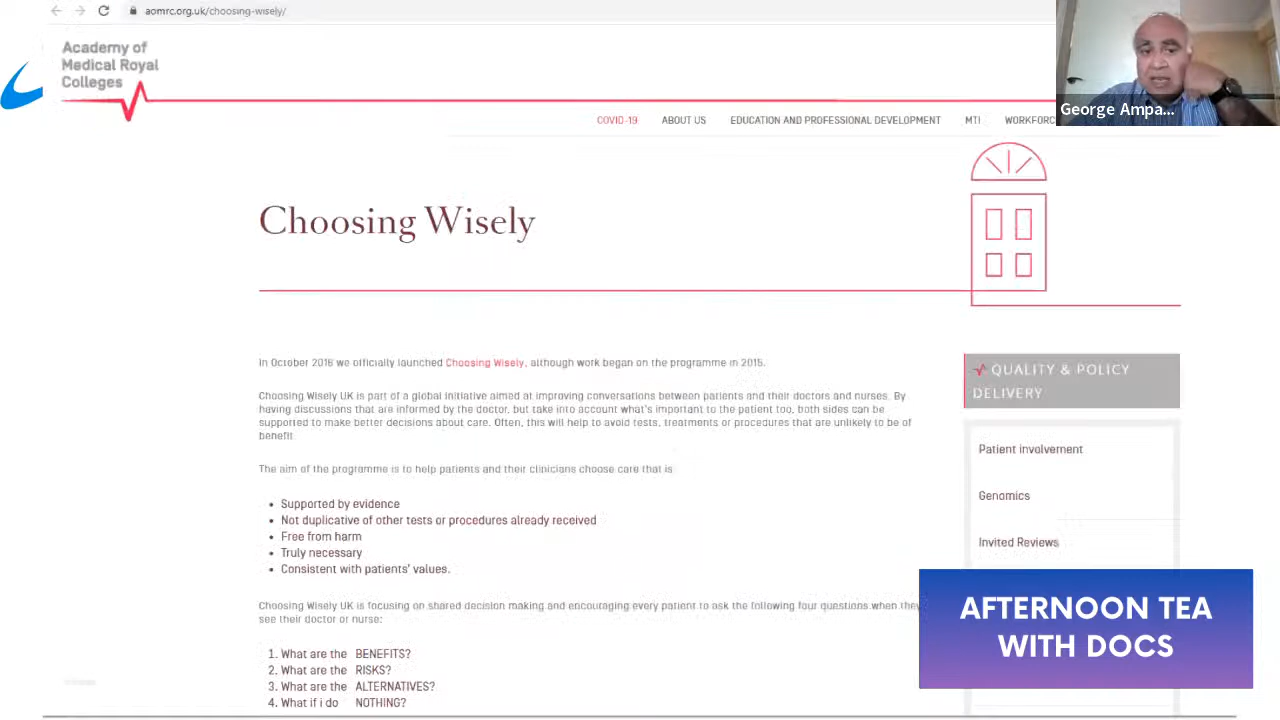 aomrc.org.uk/choosing-wisely/
Academy of
Medical Royal
Colleges
George Ampa...
COVID-19 ABOUT US EDUCATION AND PROFESSIONAL DEVELOPMENT MTI WORKFORC
Choosing Wisely
In October 2016 we officially launched Choosing Wisely, although work began on the programme in 2015.
Choosing Wisely UK is part of a global initiative aimed at improving conversations between patients and their doctors and nurses. By
having discussions that are informed by the doctor, but take into account what's important to the patient too, both sides can be
supported to make better decisions about care. Often, this will help to avoid tests, treatments or procedures that are unlikely to be of
benefit
The aim of the programme is to help patients and their clinicians choose care that is
• Supported by evidence
• Not duplicative of other tests or procedures already received
• Free from harm
• Truly necessary
• Consistent with patients' values.
Choosing Wisely UK is focusing on shared decision making and encouraging every patient to ask the following four questions when they
see their doctor or nurse:
1. What are the BENEFITS?
2. What are the RISKS?
3. What are the ALTERNATIVES?
4. What if i do NOTHING?
QUALITY & POLICY
DELIVERY
Patient involvement
Genomics
Invited Reviews
AFTERNOON TEA
WITH DOCS